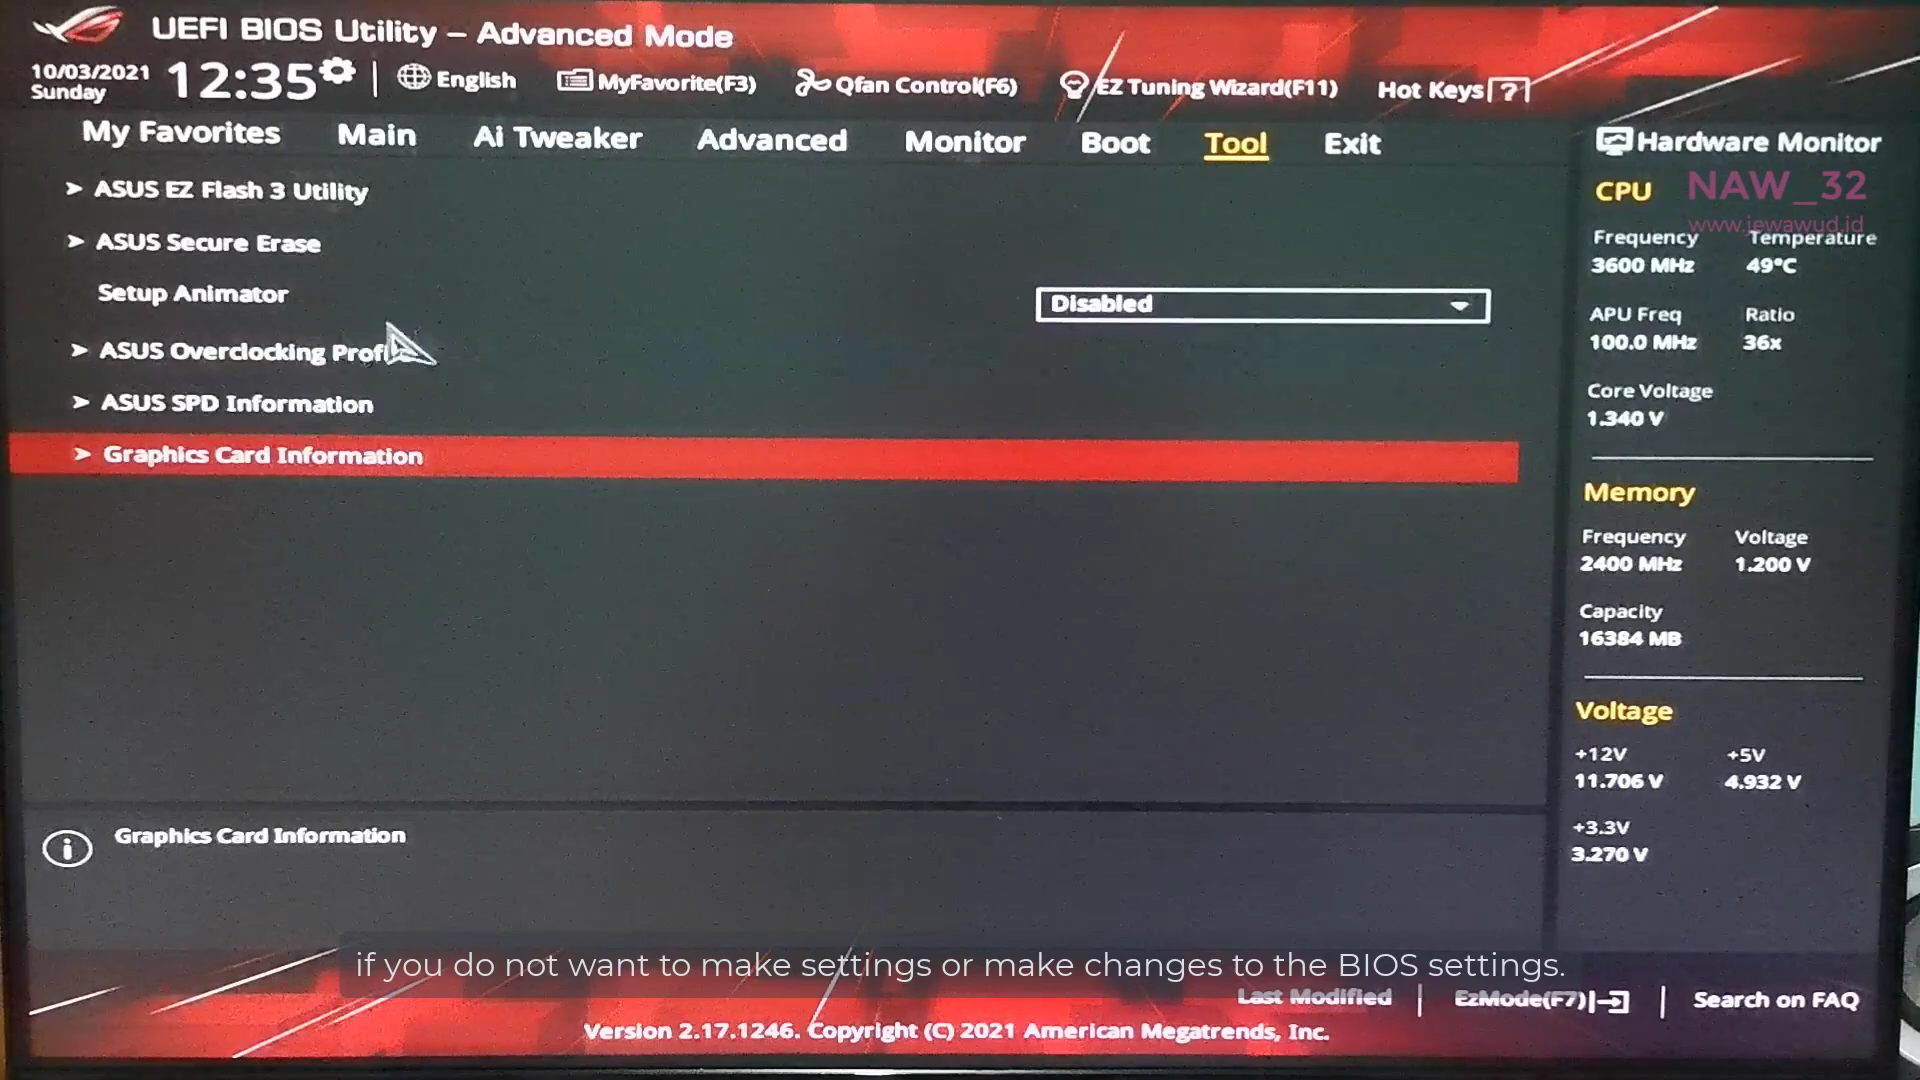 UEFI BIOS Utility – Advanced Mode
10/03/2021
Sunday
12:35
English
MyFavorite(F3)
Qfan Control(F6)
EZ Tuning Wizard(F11)
Hot Keys
?
My Favorites
Main
Ai Tweaker
Advanced
Monitor
Boot
Tool
Exit
ASUS EZ Flash 3 Utility
ASUS Secure Erase
Setup Animator
Disabled
ASUS Overclocking Profile
ASUS SPD Information
Graphics Card Information
Hardware Monitor
NAW_32
www.jewawud.id
CPU
Frequency Temperature
3600 MHz 49°C
APU Freq Ratio
100.0 MHz 36x
Core Voltage
1.340 V
Memory
Frequency Voltage
2400 MHz 1.200 V
Capacity
16384 MB
Voltage
+12V +5V
11.706 V 4.932 V
+3.3V
3.270 V
Graphics Card Information
if you do not want to make settings or make changes to the BIOS settings.
Last Modified
EzMode(F7)
Search on FAQ
Version 2.17.1246. Copyright (C) 2021 American Megatrends, Inc.